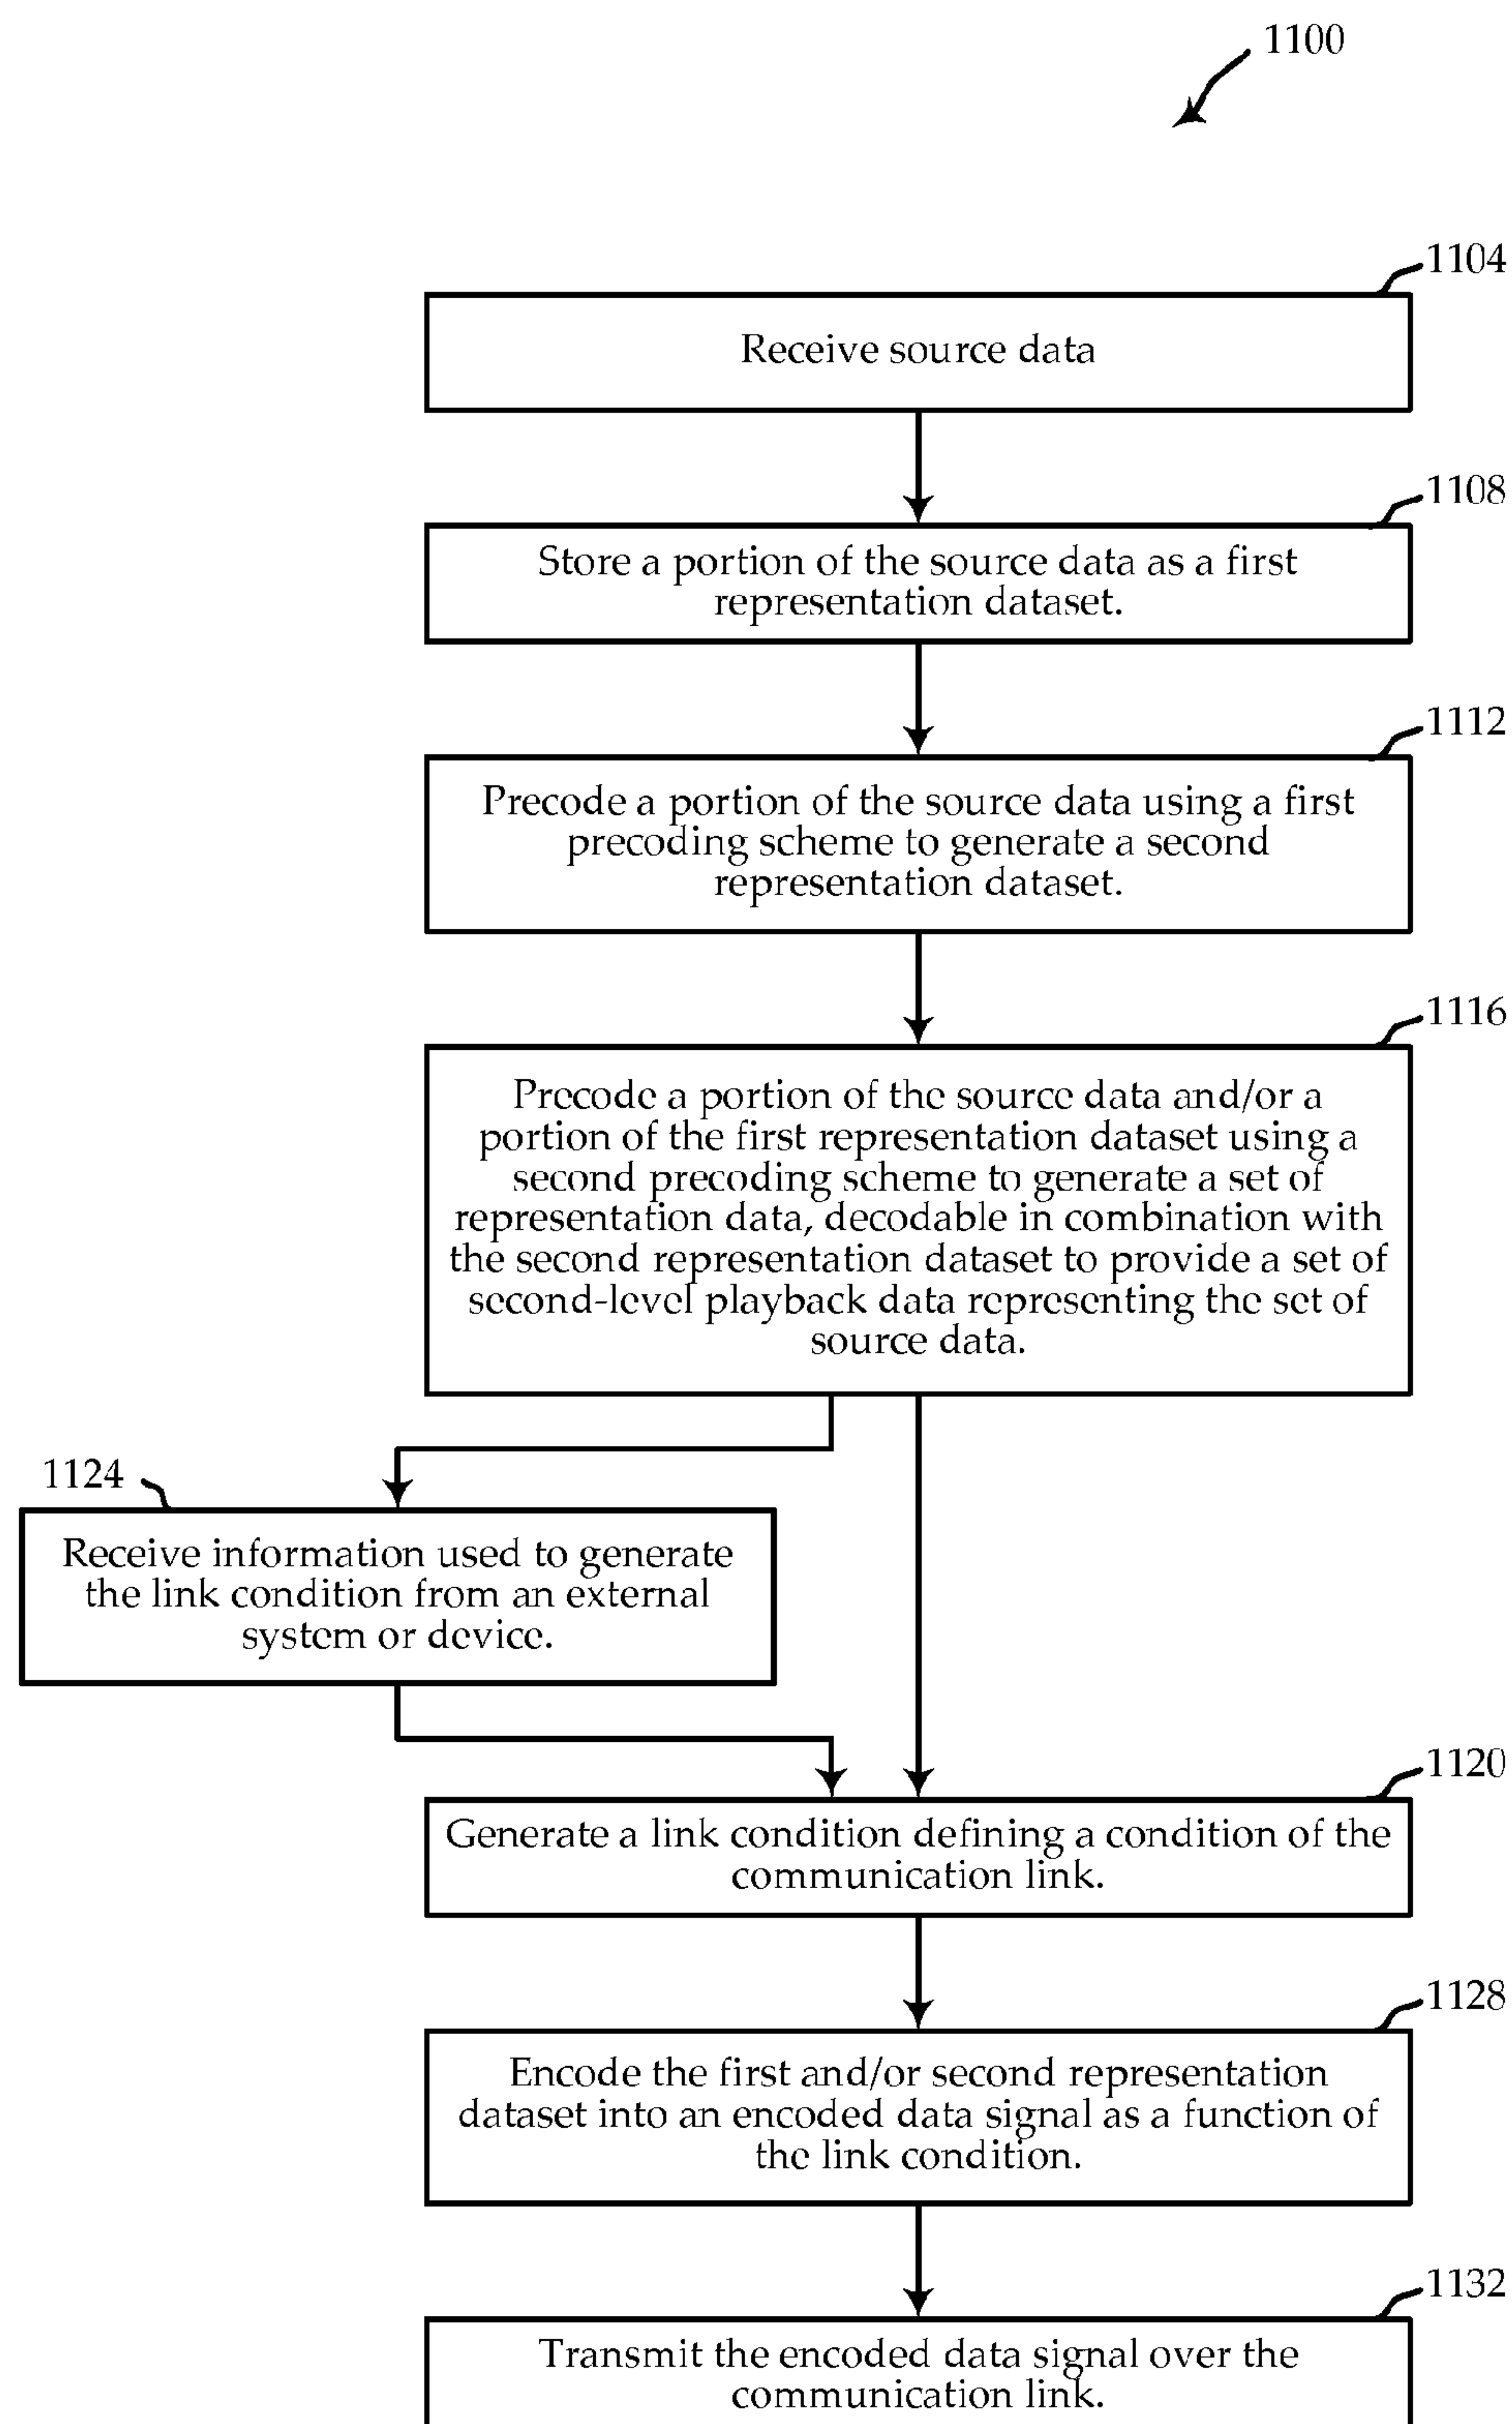 1100
1104
Receive source data
1108
Store a portion of the source data as a first
representation dataset.
1112
Precode a portion of the source data using a first
precoding scheme to generate a second
representation dataset.
1116
Precode a portion of the source data and/or a
portion of the first representation dataset using a
second precoding scheme to generate a set of
representation data, decodable in combination with
the second representation dataset to provide a set of
second-level playback data representing the set of
source data.
1124
Receive information used to generate
the link condition from an external
system or device.
1120
Generate a link condition defining a condition of the
communication link.
1128
Encode the first and/or second representation
dataset into an encoded data signal as a function of
the link condition.
1132
Transmit the encoded data signal over the
communication link.